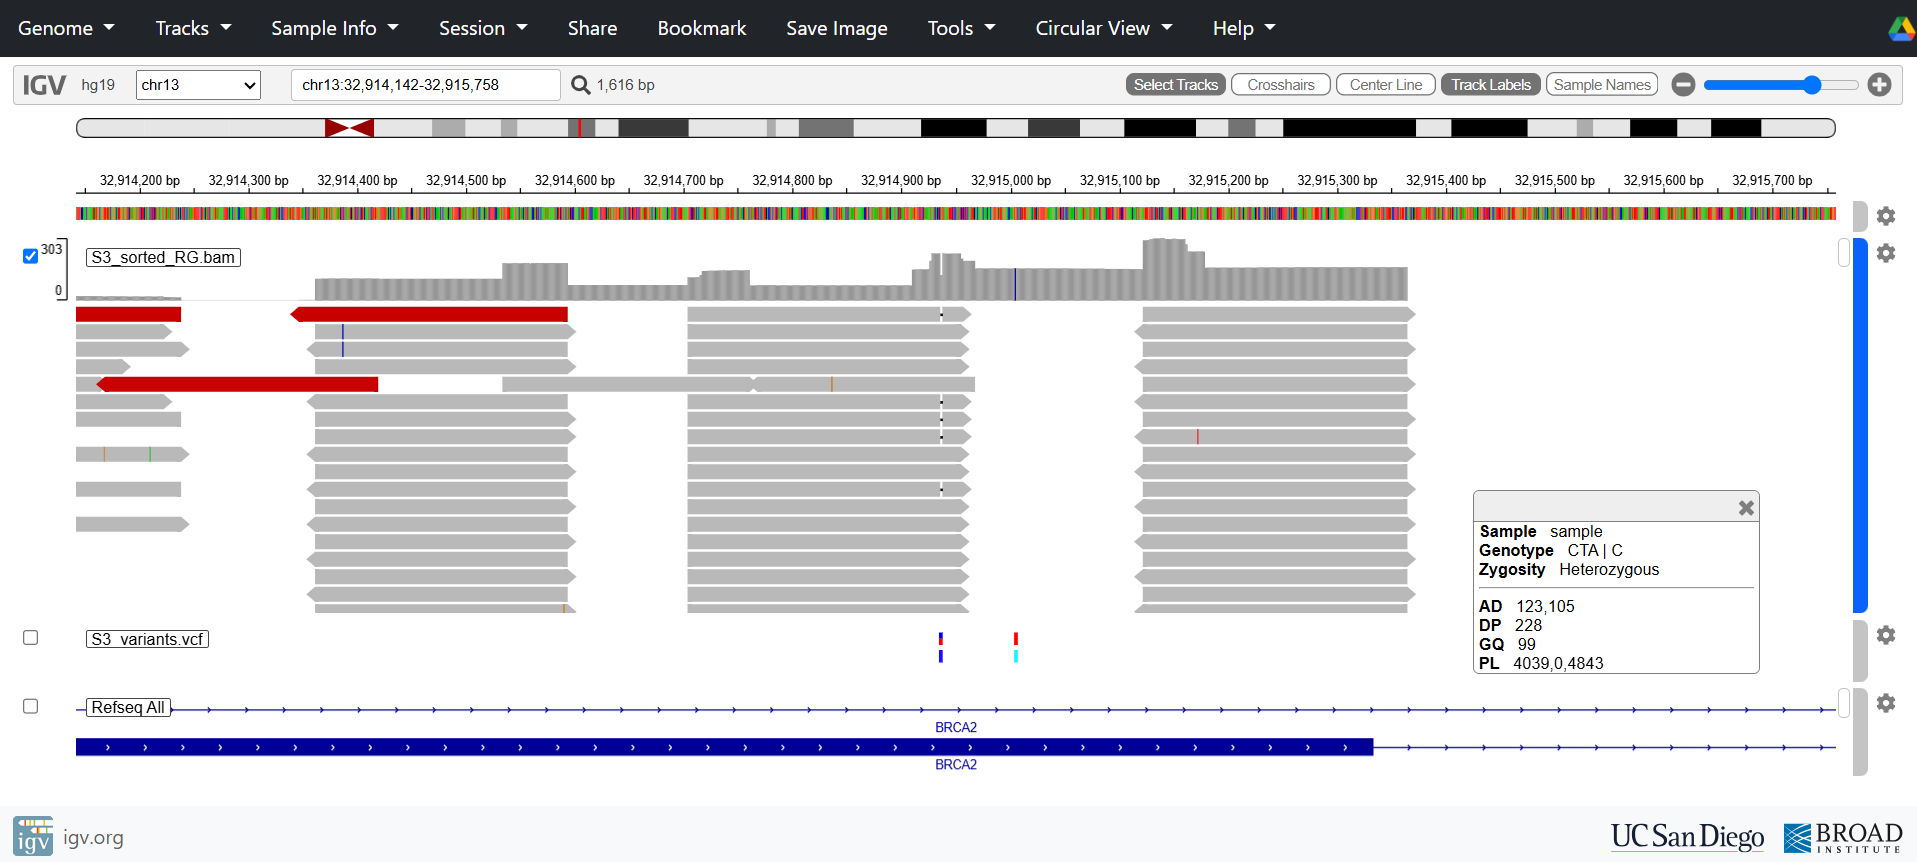 Genome Tracks Sample Info Session Share Bookmark Save Image Tools Circular View Help
IGV hg19 chr13 chr13:32,914,142-32,915,758 1,616 bp Select Tracks Crosshairs Center Line Track Labels Sample Names
32,914,200 bp 32,914,300 bp 32,914,400 bp 32,914,500 bp 32,914,600 bp 32,914,700 bp 32,914,800 bp 32,914,900 bp 32,915,000 bp 32,915,100 bp 32,915,200 bp 32,915,300 bp 32,915,400 bp 32,915,500 bp 32,915,600 bp 32,915,700 bp
303
S3_sorted_RG.bam
0
Sample sample
Genotype CTA | C
Zygosity Heterozygous
AD 123,105
DP 228
GQ 99
PL 4039,0,4843
S3_variants.vcf
Refseq All
BRCA2
BRCA2
igv igv.org
UC San Diego
BROAD
INSTITUTE